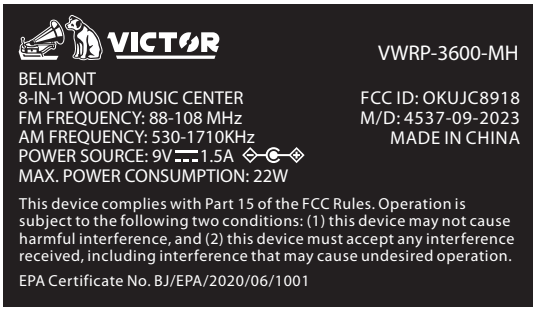 VICTOR
VWRP-3600-MH
BELMONT
8-IN-1 WOOD MUSIC CENTER
FCC ID: OKUJC8918
FM FREQUENCY: 88-108 MHz
M/D: 4537-09-2023
AM FREQUENCY: 530-1710KHz
MADE IN CHINA
POWER SOURCE: 9V 1.5A
MAX. POWER CONSUMPTION: 22W
This device complies with Part 15 of the FCC Rules. Operation is
subject to the following two conditions: (1) this device may not cause
harmful interference, and (2) this device must accept any interference
received, including interference that may cause undesired operation.
EPA Certificate No. BJ/EPA/2020/06/1001